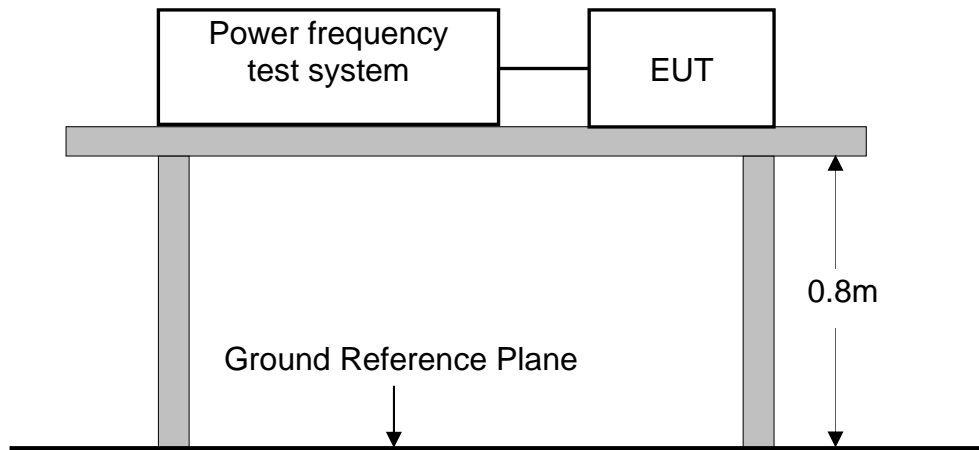 Power frequency
test system
EUT
0.8m
Ground Reference Plane